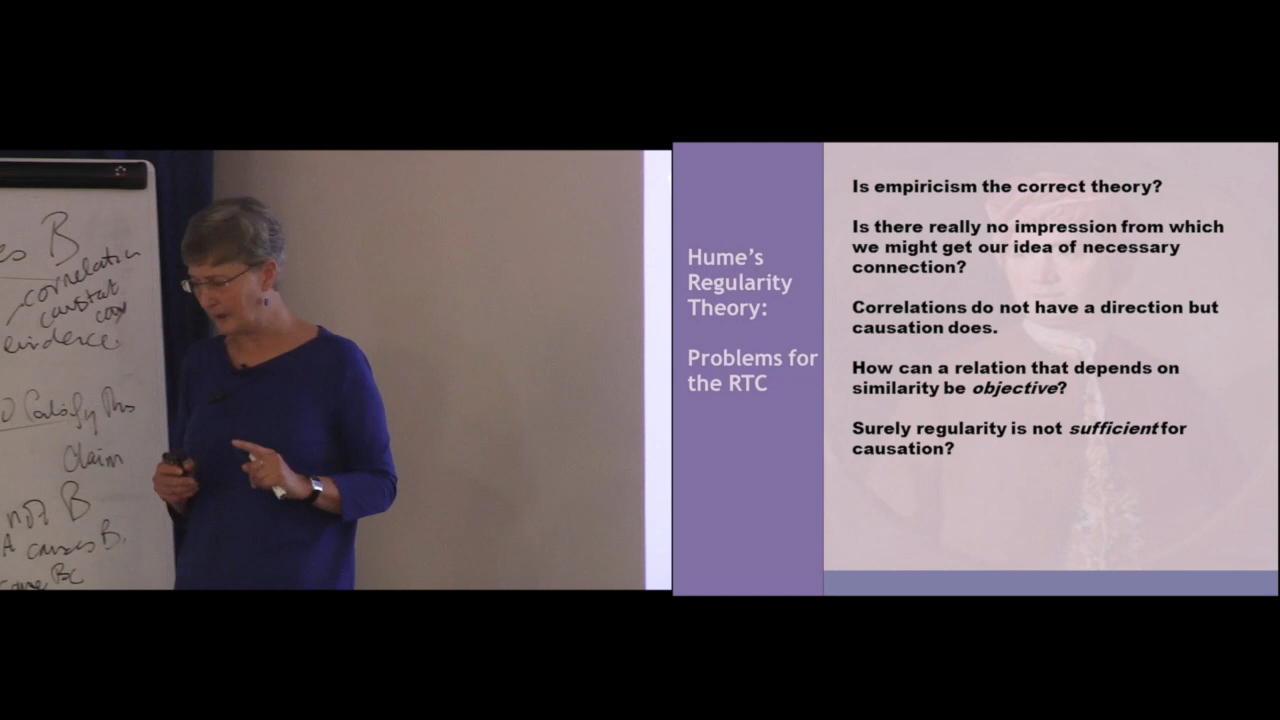 B
correlation
evidence.
Claim
not B
A causes B.
Hume's
Regularity
Theory:
Problems for
the RTC
Is empiricism the correct theory?
Is there really no impression from which
we might get our idea of necessary
connection?
Correlations do not have a direction but
causation does.
How can a relation that depends on
similarity be objective?
Surely regularity is not sufficient for
causation?